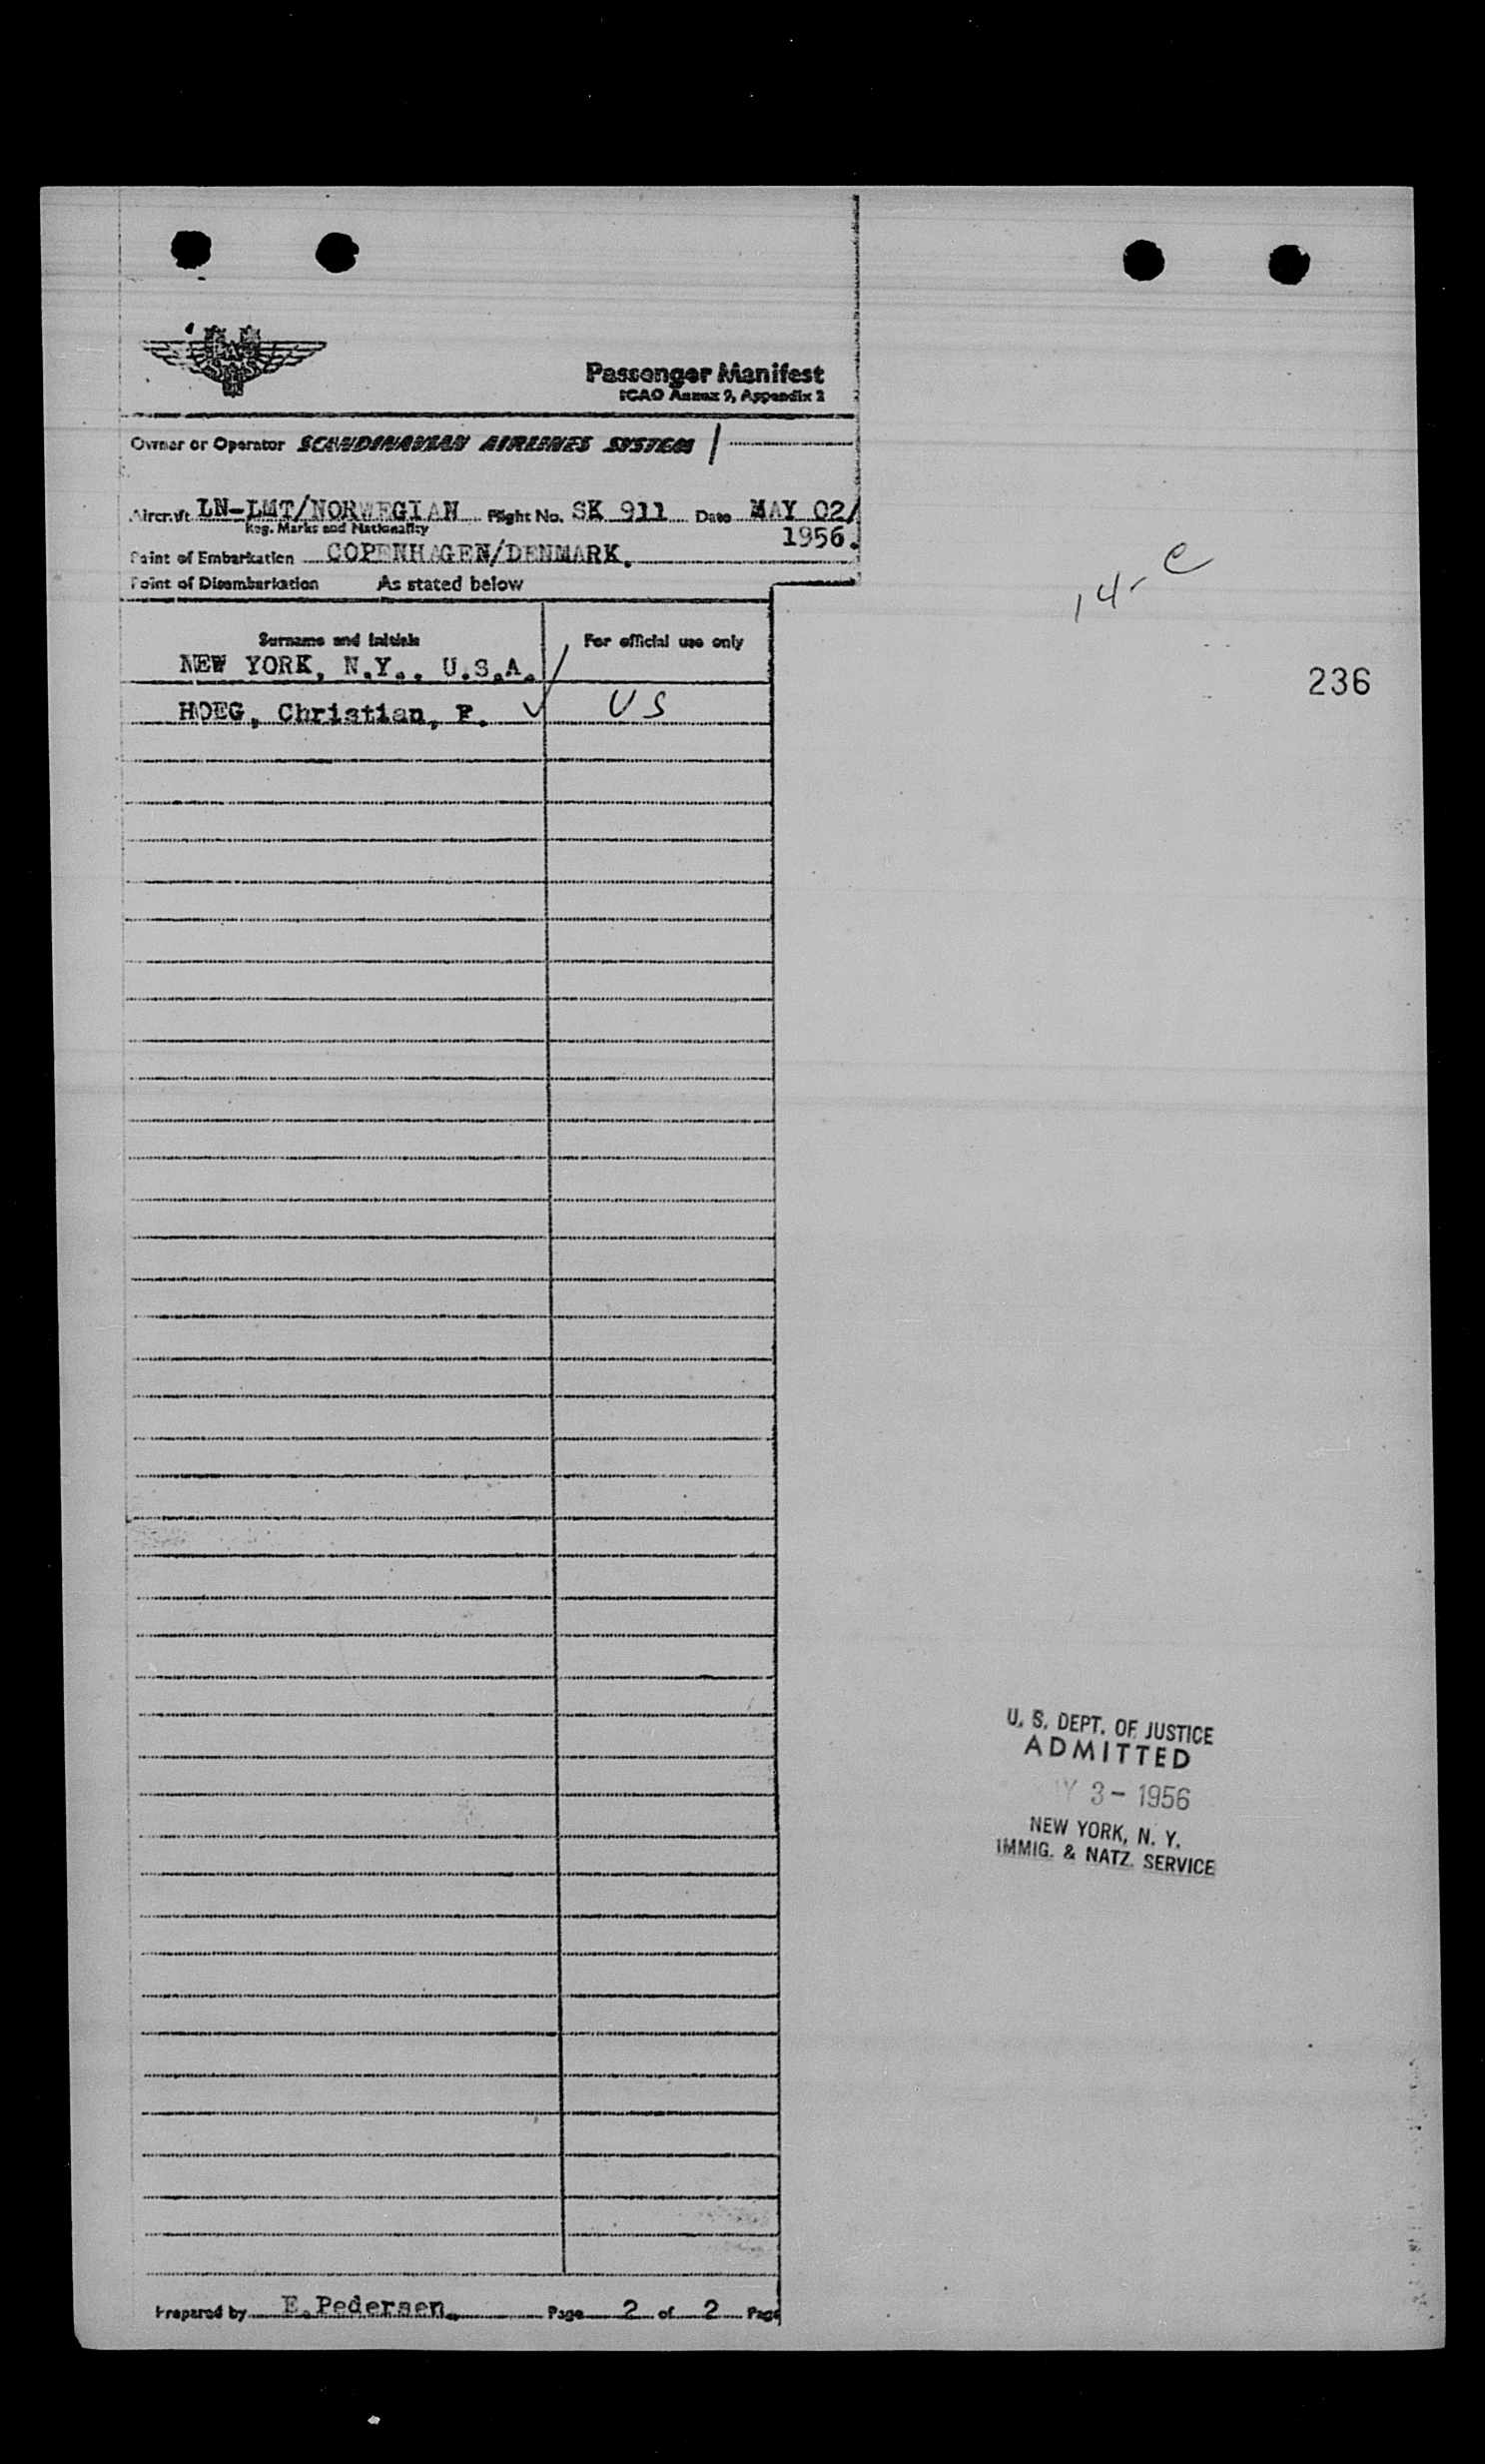 Passenger Manifest
ICAO Annex 9, Appendix 2
Owner or Operator SCANDINAVIAN AIRLINES SYSTEM
Aircraft LN-LMT/NORWEGIAN Flight No. SK 911 Date MAY 02/
Reg. Marks and Nationality
1956.
Point of Embarkation COPENHAGEN/DENMARK.
Point of Disembarkation As stated below
14-C
Surname and Initials For official use only
NEW YORK, N.Y., U.S.A.
236
HOEG, Christian, P. US
U. S. DEPT. OF JUSTICE
ADMITTED
Y 3 - 1956
NEW YORK, N. Y.
IMMIG. & NATZ. SERVICE
Prepared by E.Pedersen. Page 2 of 2 Page